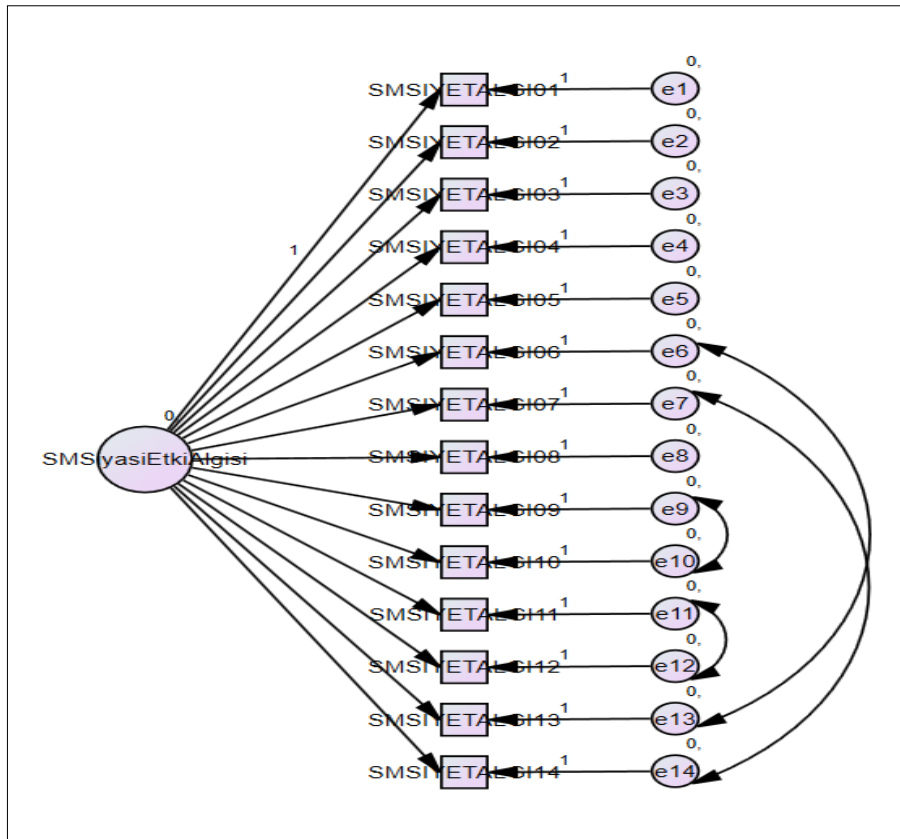 0,
SMSIYETALGI01 1 e1
0,
SMSIYETALGI02 1 e2
0,
SMSIYETALGI03 1 e3
0,
SMSIYETALGI04 1 e4
1
0,
SMSIYETALGI05 1 e5
0,
SMSIYETALGI06 1 e6
0,
SMSIYETALGI07 1 e7
0,
0,
SMSiyasiEtkiAlgisi SMSIYETALGI08 1 e8
0,
SMSIYETALGI09 1 e9
0,
SMSIYETALGI10 1 e10
0,
SMSIYETALGI11 1 e11
0,
SMSIYETALGI12 1 e12
0,
SMSIYETALGI13 1 e13
0,
SMSIYETALGI14 1 e14